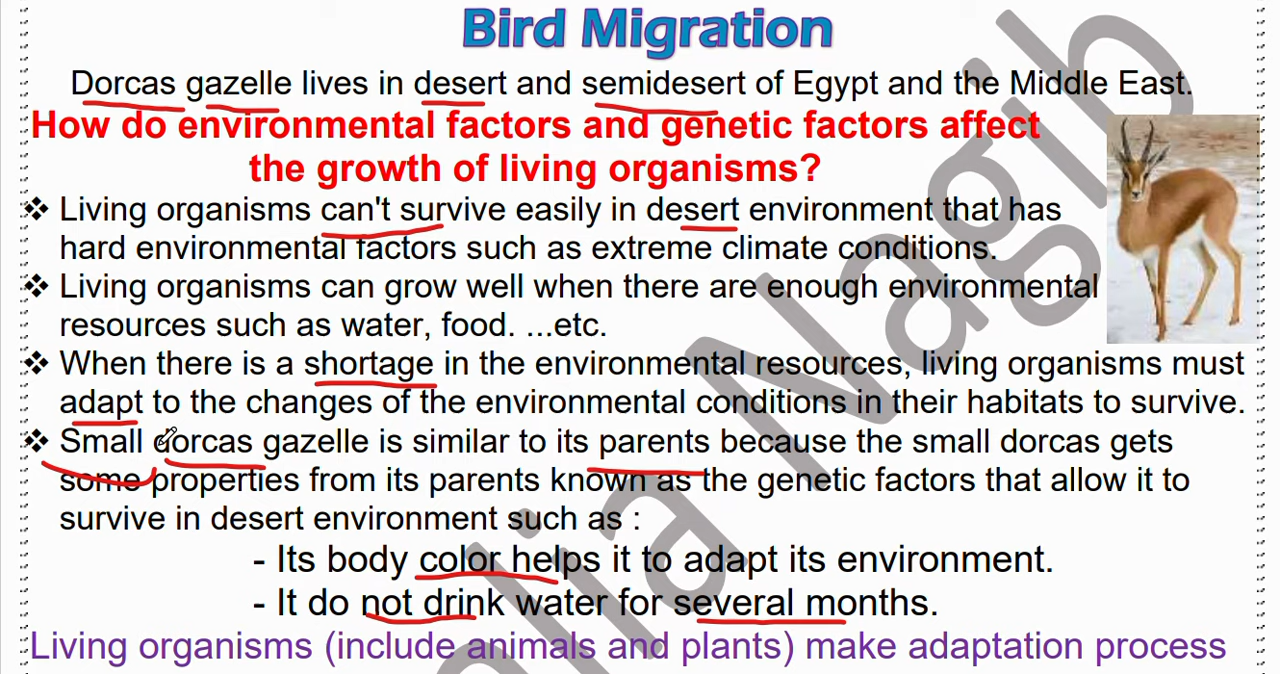 Bird Migration
Dorcas gazelle lives in desert and semidesert of Egypt and the Middle East.
How do environmental factors and genetic factors affect
the growth of living organisms?
❖ Living organisms can't survive easily in desert environment that has
hard environmental factors such as extreme climate conditions.
❖ Living organisms can grow well when there are enough environmental
resources such as water, food. ...etc.
❖ When there is a shortage in the environmental resources, living organisms must
adapt to the changes of the environmental conditions in their habitats to survive.
❖ Small dorcas gazelle is similar to its parents because the small dorcas gets
some properties from its parents known as the genetic factors that allow it to
survive in desert environment such as :
- Its body color helps it to adapt its environment.
- It do not drink water for several months.
Living organisms (include animals and plants) make adaptation process
alia Nagib